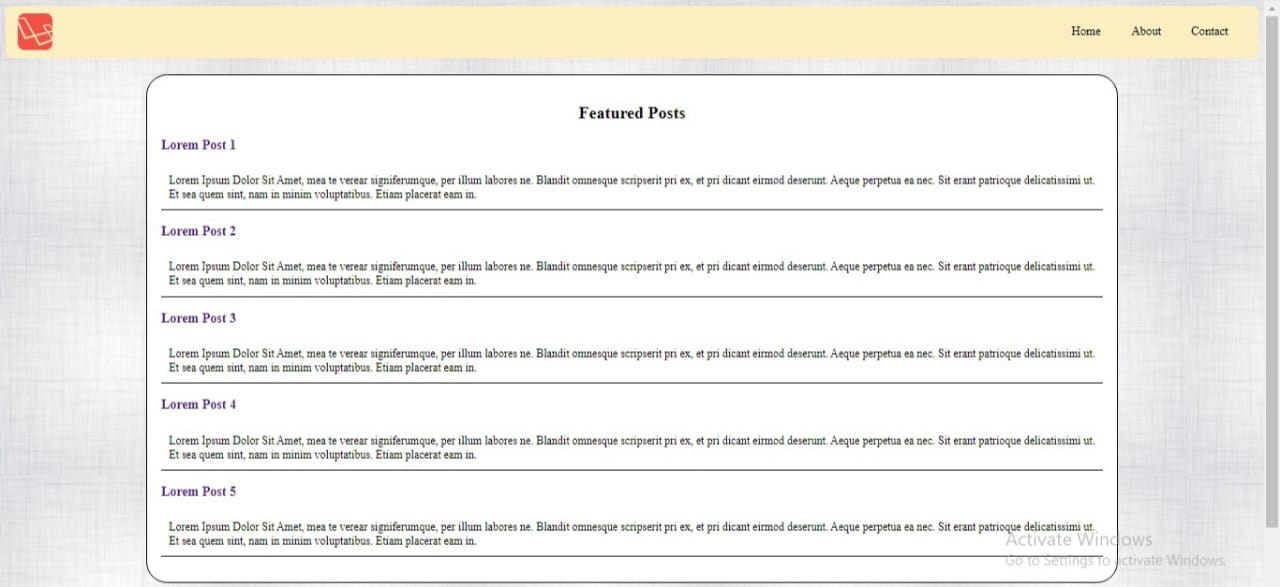 Home About Contact
Featured Posts
Lorem Post 1
Lorem Ipsum Dolor Sit Amet, mea te verear signiferumque, per illum labores ne. Blandit omnesque scripserit pri ex, et pri dicant eirmod deserunt. Aeque perpetua ea nec. Sit erant patrioque delicatissimi ut.
Et sea quem sint, nam in minim voluptatibus. Etiam placerat eam in.
Lorem Post 2
Lorem Ipsum Dolor Sit Amet, mea te verear signiferumque, per illum labores ne. Blandit omnesque scripserit pri ex, et pri dicant eirmod deserunt. Aeque perpetua ea nec. Sit erant patrioque delicatissimi ut.
Et sea quem sint, nam in minim voluptatibus. Etiam placerat eam in.
Lorem Post 3
Lorem Ipsum Dolor Sit Amet, mea te verear signiferumque, per illum labores ne. Blandit omnesque scripserit pri ex, et pri dicant eirmod deserunt. Aeque perpetua ea nec. Sit erant patrioque delicatissimi ut.
Et sea quem sint, nam in minim voluptatibus. Etiam placerat eam in.
Lorem Post 4
Lorem Ipsum Dolor Sit Amet, mea te verear signiferumque, per illum labores ne. Blandit omnesque scripserit pri ex, et pri dicant eirmod deserunt. Aeque perpetua ea nec. Sit erant patrioque delicatissimi ut.
Et sea quem sint, nam in minim voluptatibus. Etiam placerat eam in.
Lorem Post 5
Lorem Ipsum Dolor Sit Amet, mea te verear signiferumque, per illum labores ne. Blandit omnesque scripserit pri ex, et pri dicant eirmod deserunt. Aeque perpetua ea nec. Sit erant patrioque delicatissimi ut.
Et sea quem sint, nam in minim voluptatibus. Etiam placerat eam in.
Activate Windows
Go to Settings to activate Windows.